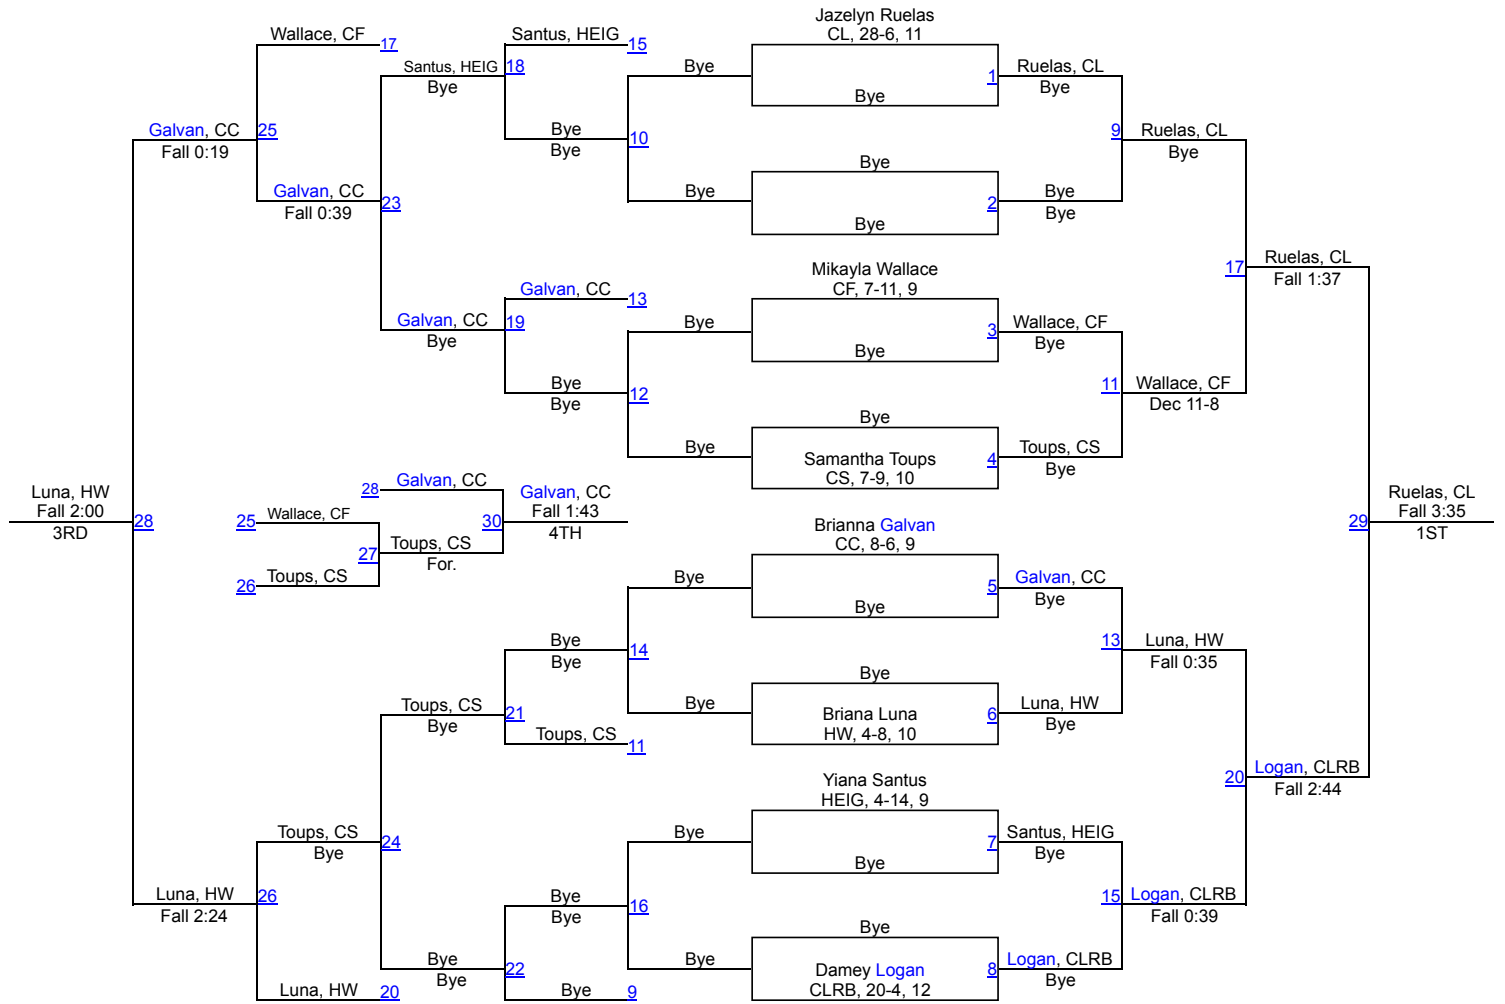 Jazelyn Ruelas
CL, 28-6, 11
Wallace, CF
17
Santus, HEIG
15
Santus, HEIG
18
Bye
Bye
1
Ruelas, CL
Bye
Bye
Galvan, CC
25
Fall 0:19
Bye
10
Bye
9
Ruelas, CL
Bye
Bye
Galvan, CC
23
Fall 0:39
Bye
2
Bye
Bye
Bye
Mikayla Wallace
CF, 7-11, 9
17
Ruelas, CL
Fall 1:37
Galvan, CC
13
Galvan, CC
19
Bye
Bye
3
Wallace, CF
Bye
Bye
Bye
12
Bye
11
Wallace, CF
Dec 11-8
Bye
Bye
Samantha Toups
CS, 7-9, 10
4
Toups, CS
Bye
28
Galvan, CC
Luna, HW
Fall 2:00
28
3RD
25
Wallace, CF
30
Galvan, CC
Fall 1:43
4TH
Brianna Galvan
CC, 8-6, 9
29
Ruelas, CL
Fall 3:35
1ST
27
Toups, CS
For.
26
Toups, CS
Bye
5
Galvan, CC
Bye
Bye
Bye
14
Bye
13
Luna, HW
Fall 0:35
Bye
Toups, CS
21
Bye
Bye
Briana Luna
HW, 4-8, 10
6
Luna, HW
Bye
Toups, CS
11
Yiana Santus
HEIG, 4-14, 9
20
Logan, CLRB
Fall 2:44
Toups, CS
24
Bye
Bye
7
Santus, HEIG
Bye
Bye
Luna, HW
26
Fall 2:24
Bye
16
Bye
15
Logan, CLRB
Fall 0:39
Bye
Bye
22
Bye
Bye
Damey Logan
CLRB, 20-4, 12
8
Logan, CLRB
Bye
Luna, HW
20
Bye
9